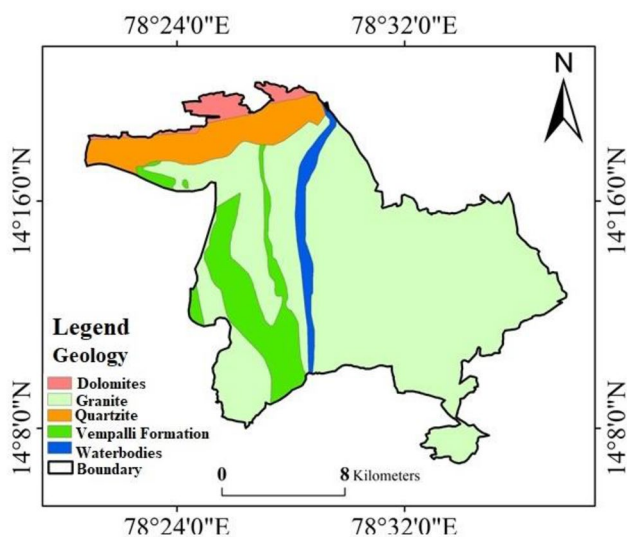 78°24'0"E 78°32'0"E
N
14°16'0"N 14°16'0"N
Legend
Geology
Dolomites
Granite
Quartzite
Vempalli Formation
Waterbodies
Boundary
14°8'0"N 14°8'0"N
0 8 Kilometers
78°24'0"E 78°32'0"E